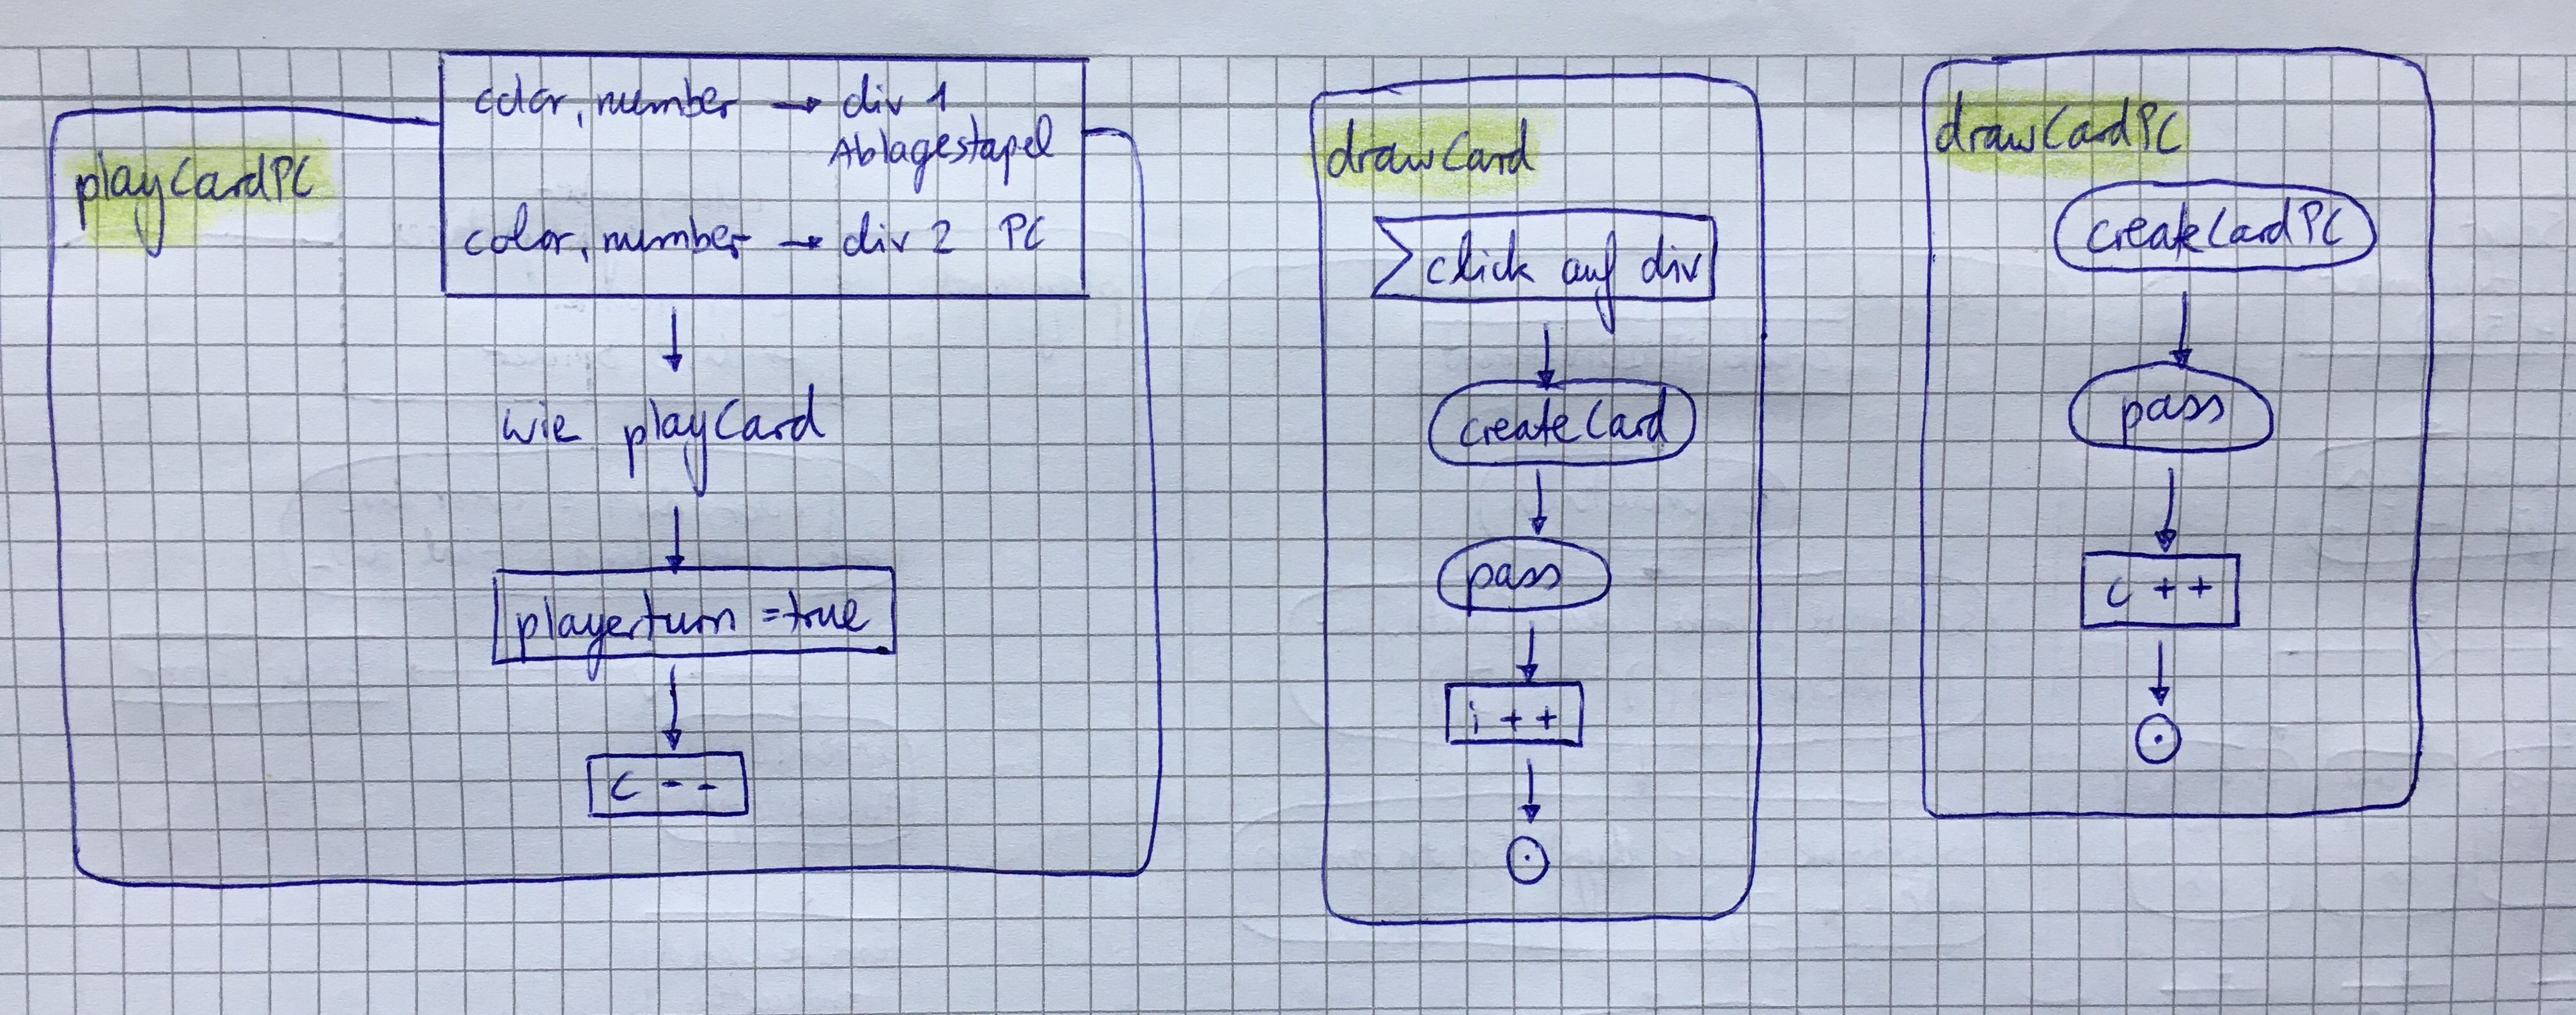 playCardPC
color, number → div 1
Ablagestapel
color, number → div 2 PC
wie playCard
playerturn = true
c - -
drawCard
click auf div
createCard
pass
i + +
drawCardPC
createCardPC
pass
c + +